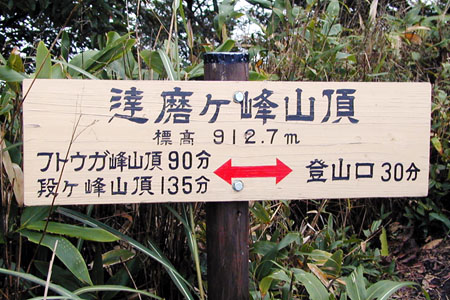 達磨ヶ峰山頂
標高 912.7m
フトウガ峰山頂 90分
段ヶ峰山頂 135分
登山口 30分